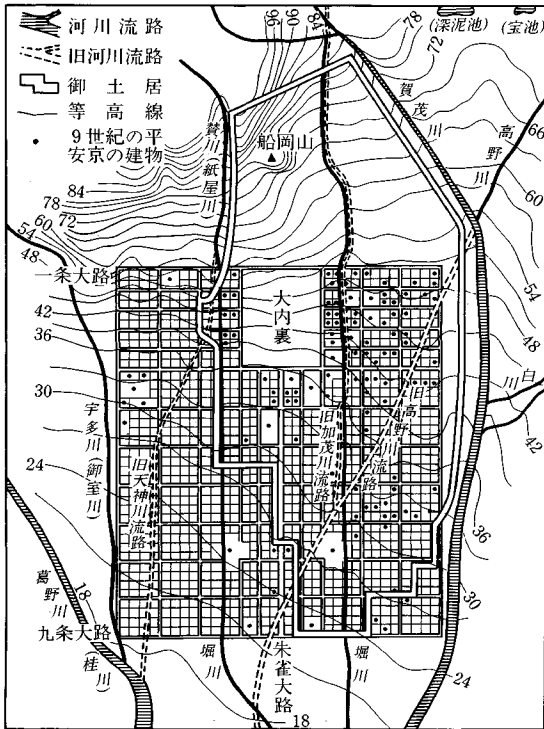 河川流路
旧河川流路
御土居
等高線
9世紀の平
安京の建物
(深泥池)
(宝池)
96
90
84
78
72
賀茂川
高野川
66
60
54
48
白川
42
36
30
24
船岡山
紙屋川
84
78
72
60
54
48
一条大路
42
36
30
24
大内裏
宇多川(御室川)
旧天神川流路
旧加茂川流路
旧高野川流路
葛野川(桂川)
18
九条大路
堀川
朱雀大路
堀川
18